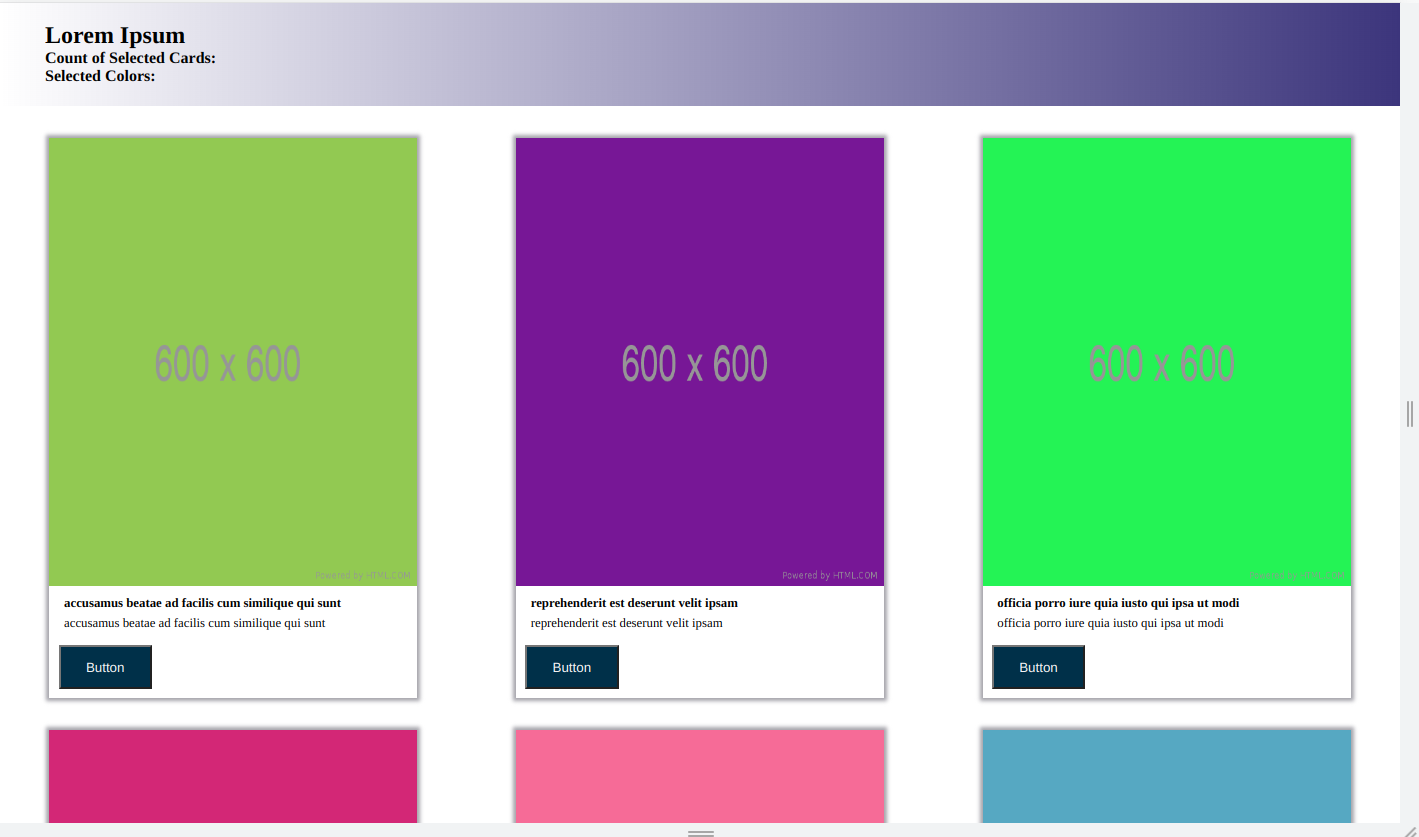 Lorem Ipsum
Count of Selected Cards:
Selected Colors:
600 x 600
Powered by HTML.COM
accusamus beatae ad facilis cum similique qui sunt
accusamus beatae ad facilis cum similique qui sunt
Button
600 x 600
Powered by HTML.COM
reprehenderit est deserunt velit ipsam
reprehenderit est deserunt velit ipsam
Button
600 x 600
Powered by HTML.COM
officia porro iure quia iusto qui ipsa ut modi
officia porro iure quia iusto qui ipsa ut modi
Button